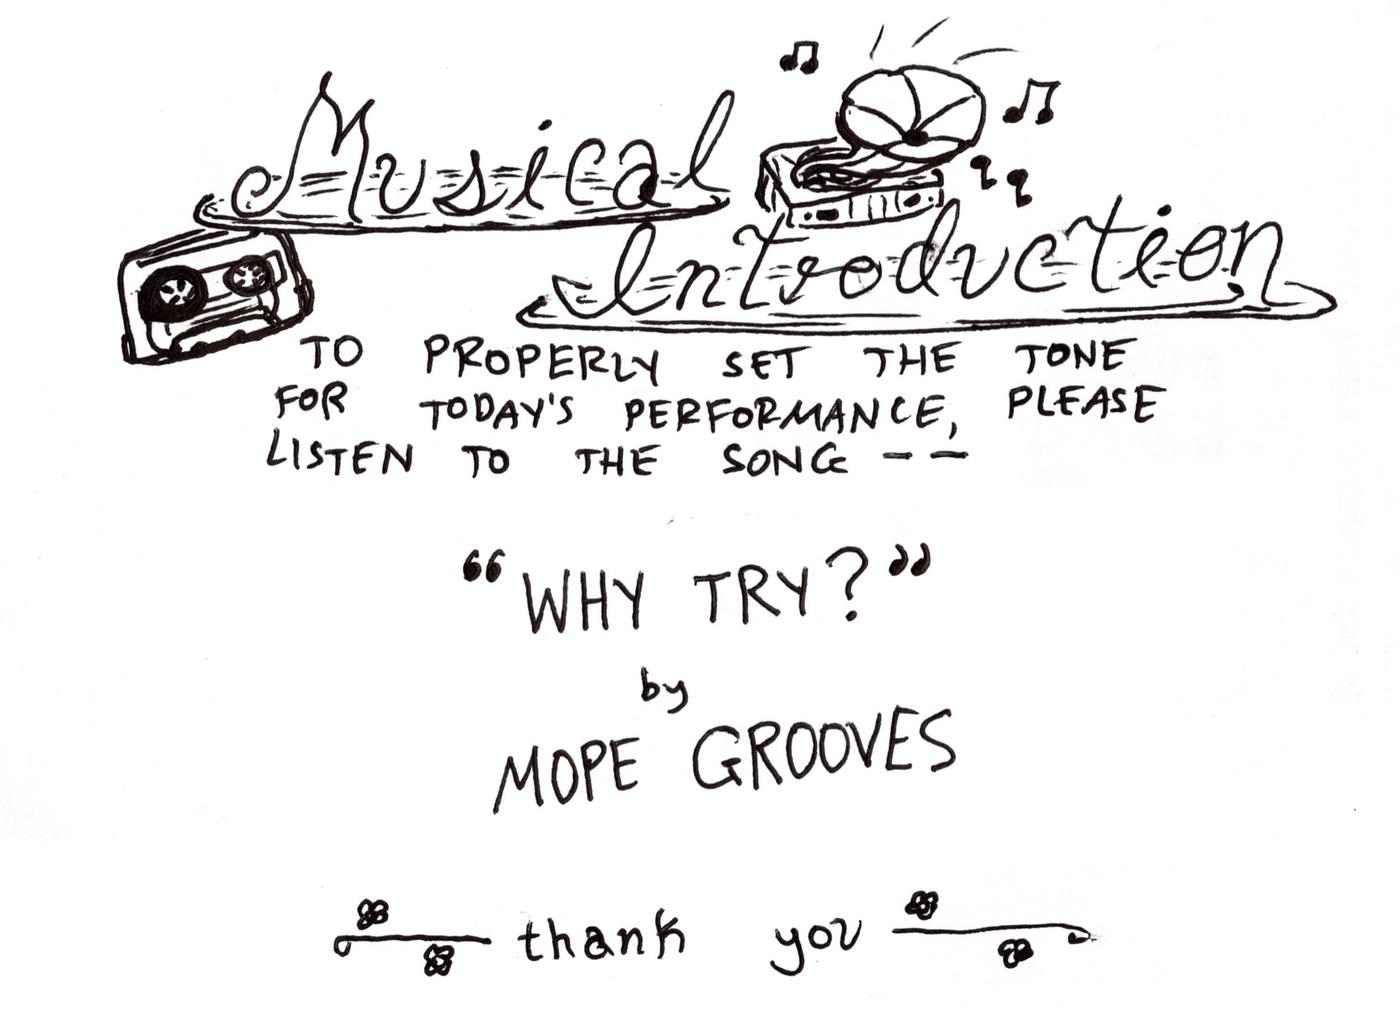 Musical
Introduction
TO PROPERLY SET THE TONE
FOR TODAY'S PERFORMANCE, PLEASE
LISTEN TO THE SONG --
"WHY TRY?"
by
MOPE GROOVES
thank you